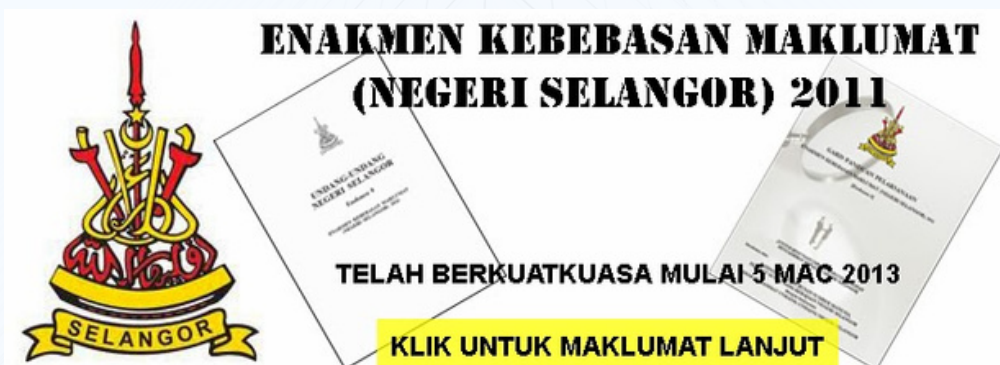 ENAKMEN KEBEBASAN MAKLUMAT
(NEGERI SELANGOR) 2011
UNDANG-UNDANG
NEGERI SELANGOR
TELAH BERKUATKUASA MULAI 5 MAC 2013
SELANGOR
KLIK UNTUK MAKLUMAT LANJUT